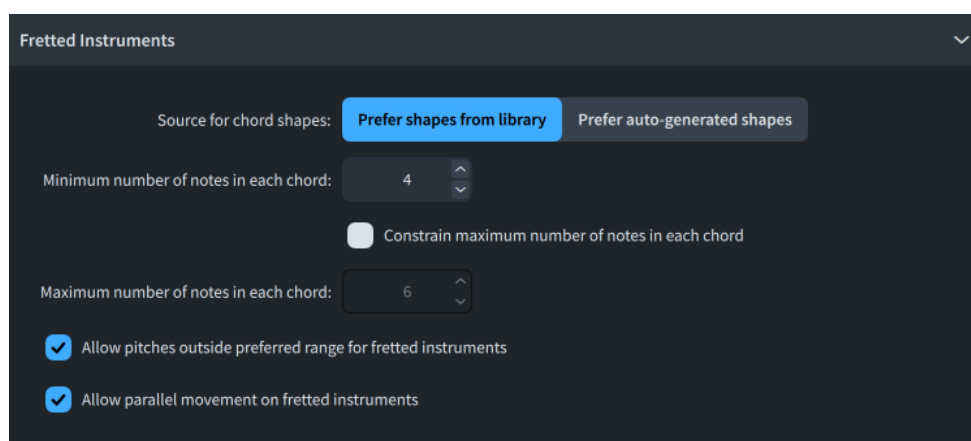 Fretted Instruments
Source for chord shapes: Prefer shapes from library Prefer auto-generated shapes
Minimum number of notes in each chord: 4
Constrain maximum number of notes in each chord
Maximum number of notes in each chord: 6
Allow pitches outside preferred range for fretted instruments
Allow parallel movement on fretted instruments